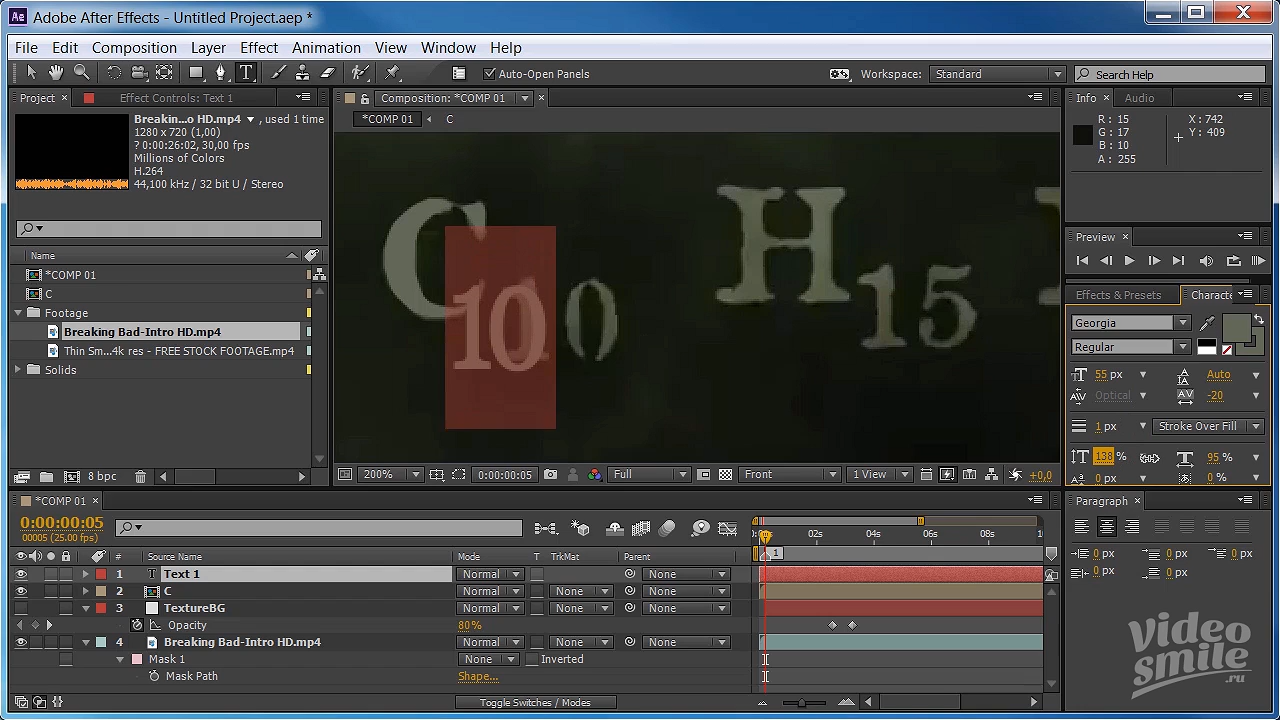 Adobe After Effects - Untitled Project.aep *
File Edit Composition Layer Effect Animation View Window Help
Auto-Open Panels
Workspace: Standard
Search Help
Project
Effect Controls: Text 1
Breakin...o HD.mp4 , used 1 time
1280 x 720 (1,00)
? 0:00:26:02, 30,00 fps
Millions of Colors
H.264
44,100 kHz / 32 bit U / Stereo
Name
*COMP 01
C
Footage
Breaking Bad-Intro HD.mp4
Thin Sm...4k res - FREE STOCK FOOTAGE.mp4
Solids
8 bpc
Composition: *COMP 01
*COMP 01 C
C H
10 10 15
200% 0:00:00:05 Full Front 1 View +0,0
Info Audio
R : 15
G : 17
B : 10
A : 255
X : 742
Y : 409
Preview
Effects & Presets Characte
Georgia
Regular
55 px Auto
Optical -20
1 px Stroke Over Fill
138 % 95 %
0 px 0 %
Paragraph
0 px 0 px 0 px
0 px 0 px
*COMP 01
0:00:00:05
00005 (25.00 fps)
# Source Name Mode T TrkMat Parent
02s 04s 06s 08s
1
1 T Text 1 Normal None
2 C Normal None None
3 TextureBG Normal None None
Opacity 80%
4 Breaking Bad-Intro HD.mp4 Normal None None
Mask 1 None Inverted
Mask Path Shape...
Toggle Switches / Modes
video
smile
.ru